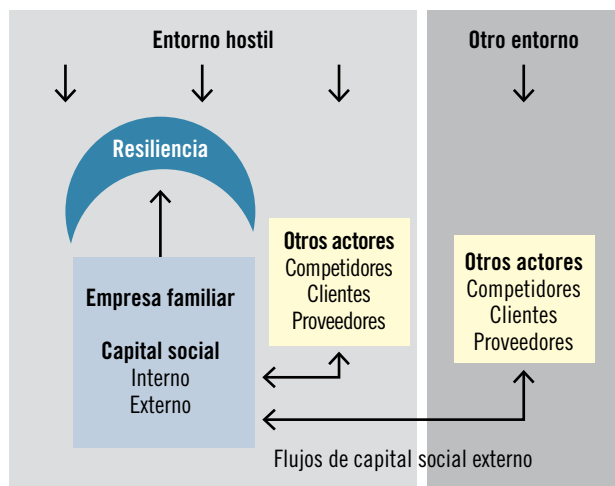 Entorno hostil
Otro entorno
Resiliencia
Empresa familiar
Capital social
Interno
Externo
Otros actores
Competidores
Clientes
Proveedores
Otros actores
Competidores
Clientes
Proveedores
Flujos de capital social externo